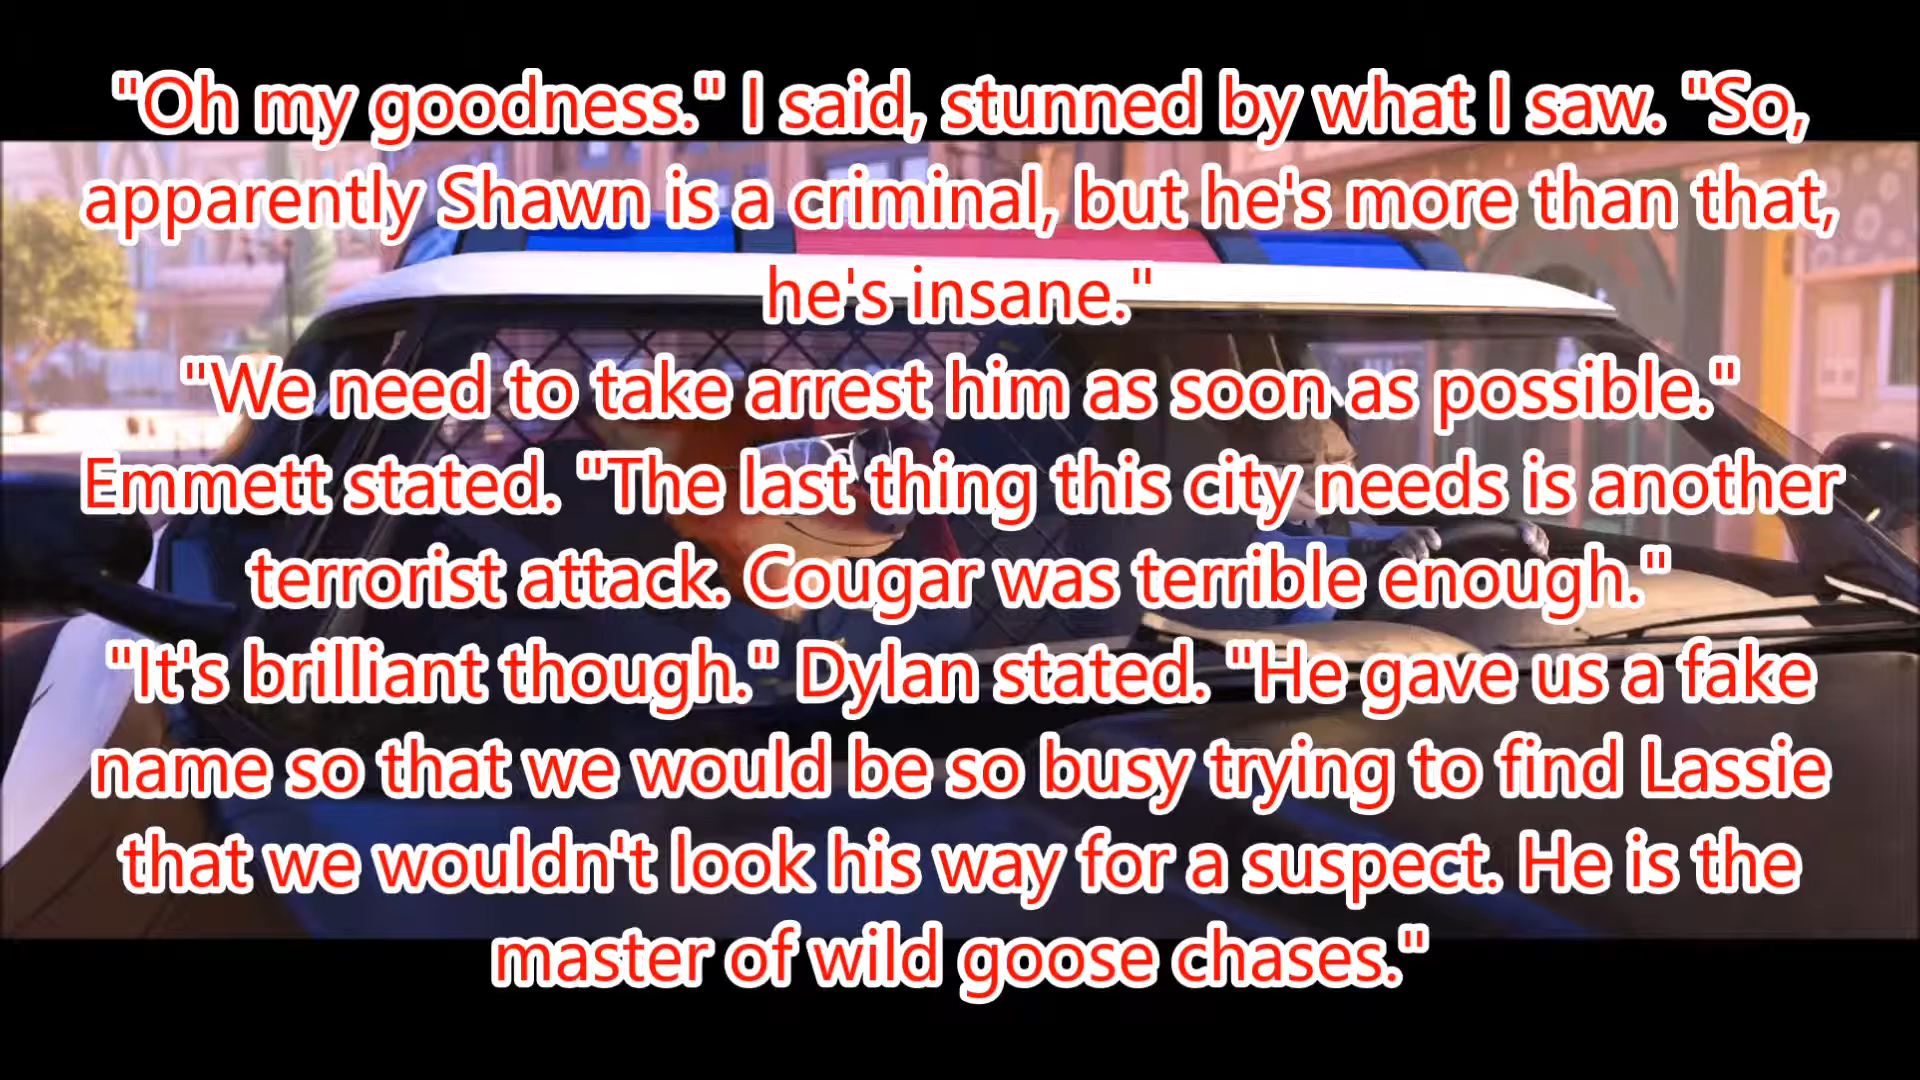 "Oh my goodness." I said, stunned by what I saw. "So,
apparently Shawn is a criminal, but he's more than that,
he's insane."
"We need to take arrest him as soon as possible."
Emmett stated. "The last thing this city needs is another
terrorist attack. Cougar was terrible enough."
"It's brilliant though." Dylan stated. "He gave us a fake
name so that we would be so busy trying to find Lassie
that we wouldn't look his way for a suspect. He is the
master of wild goose chases."